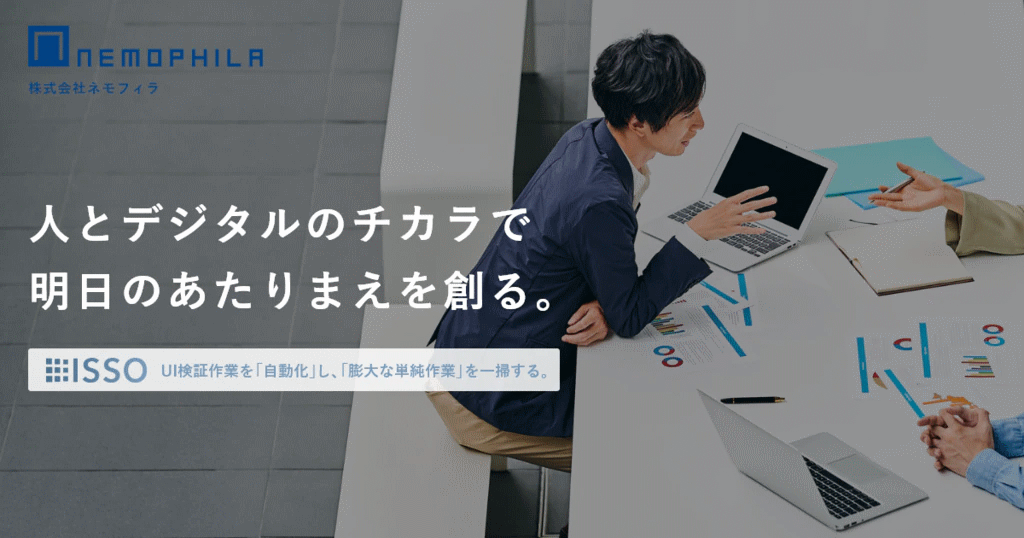 NEMOPHILA
株式会社ネモフィラ
人とデジタルのチカラで
明日のあたりまえを創る。
ISSO UI検証作業を「自動化」し、「膨大な単純作業」を一掃する。